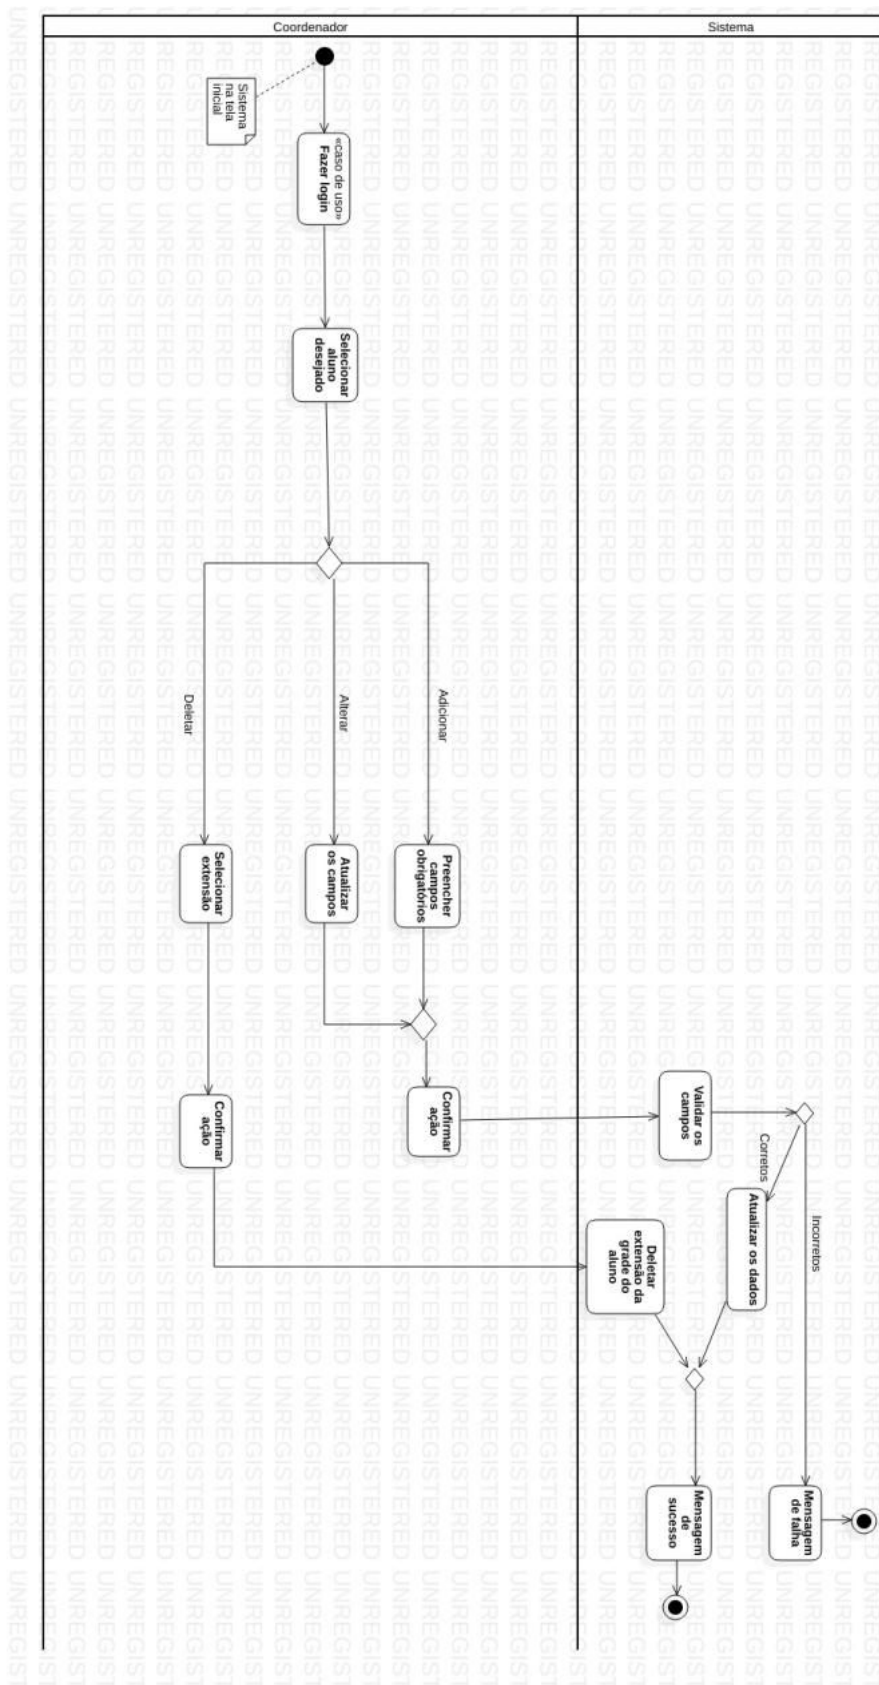 Coordenador
Sistema
Sistema
na tela
inicial
«caso de uso»
Fazer login
Selecionar
aluno
desejado
Deletar
Alterar
Adicionar
Selecionar
extensão
Atualizar
os campos
Preencher
campos
obrigatórios
Confirmar
ação
Confirmar
ação
Validar os
campos
Corretos
Incorretos
Atualizar os dados
Deletar
extensão da
grade do
aluno
Mensagem
de
sucesso
Mensagem
de falha
UNREGISTERED